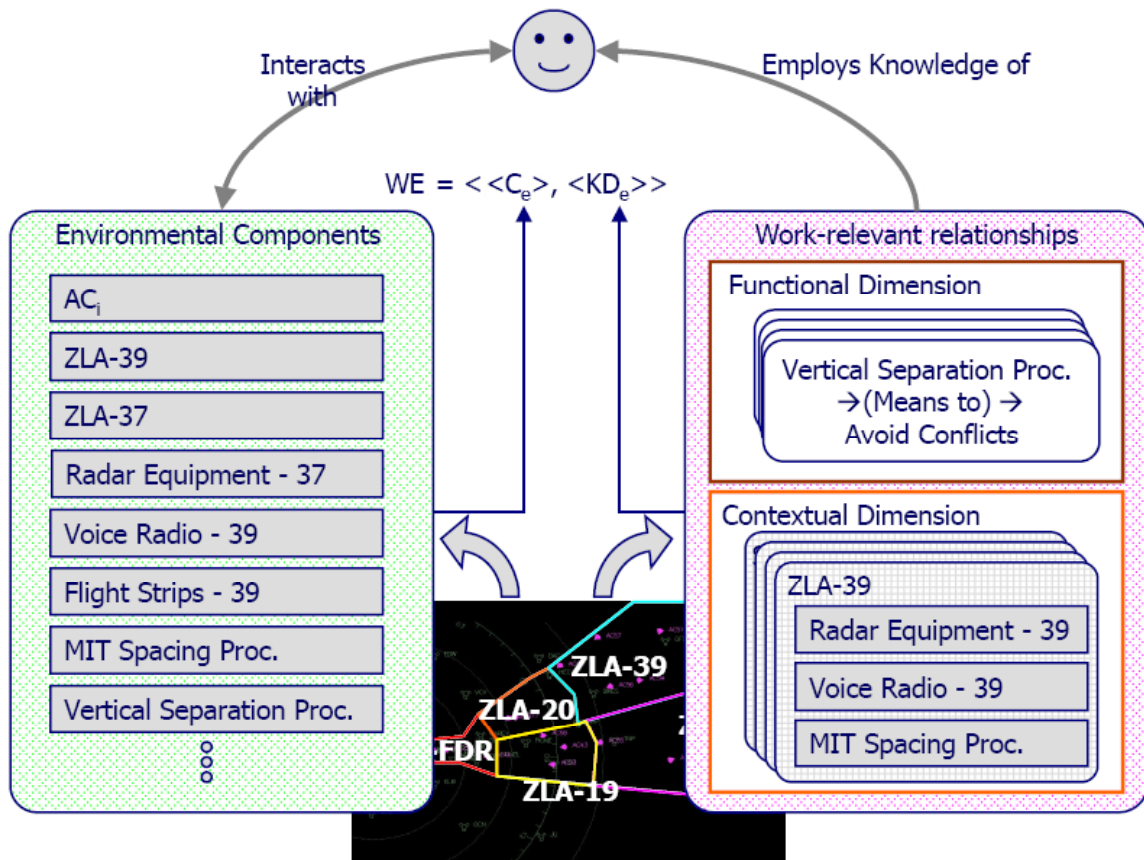 Interacts
with
Employs Knowledge of
WE = <<Cₑ>, <KDₑ>>
Environmental Components
ACᵢ
ZLA-39
ZLA-37
Radar Equipment - 37
Voice Radio - 39
Flight Strips - 39
MIT Spacing Proc.
Vertical Separation Proc.
Work-relevant relationships
Functional Dimension
Vertical Separation Proc.
→(Means to) →
Avoid Conflicts
Contextual Dimension
ZLA-39
Radar Equipment - 39
Voice Radio - 39
MIT Spacing Proc.
ZLA-39
ZLA-20
-FDR
ZLA-19